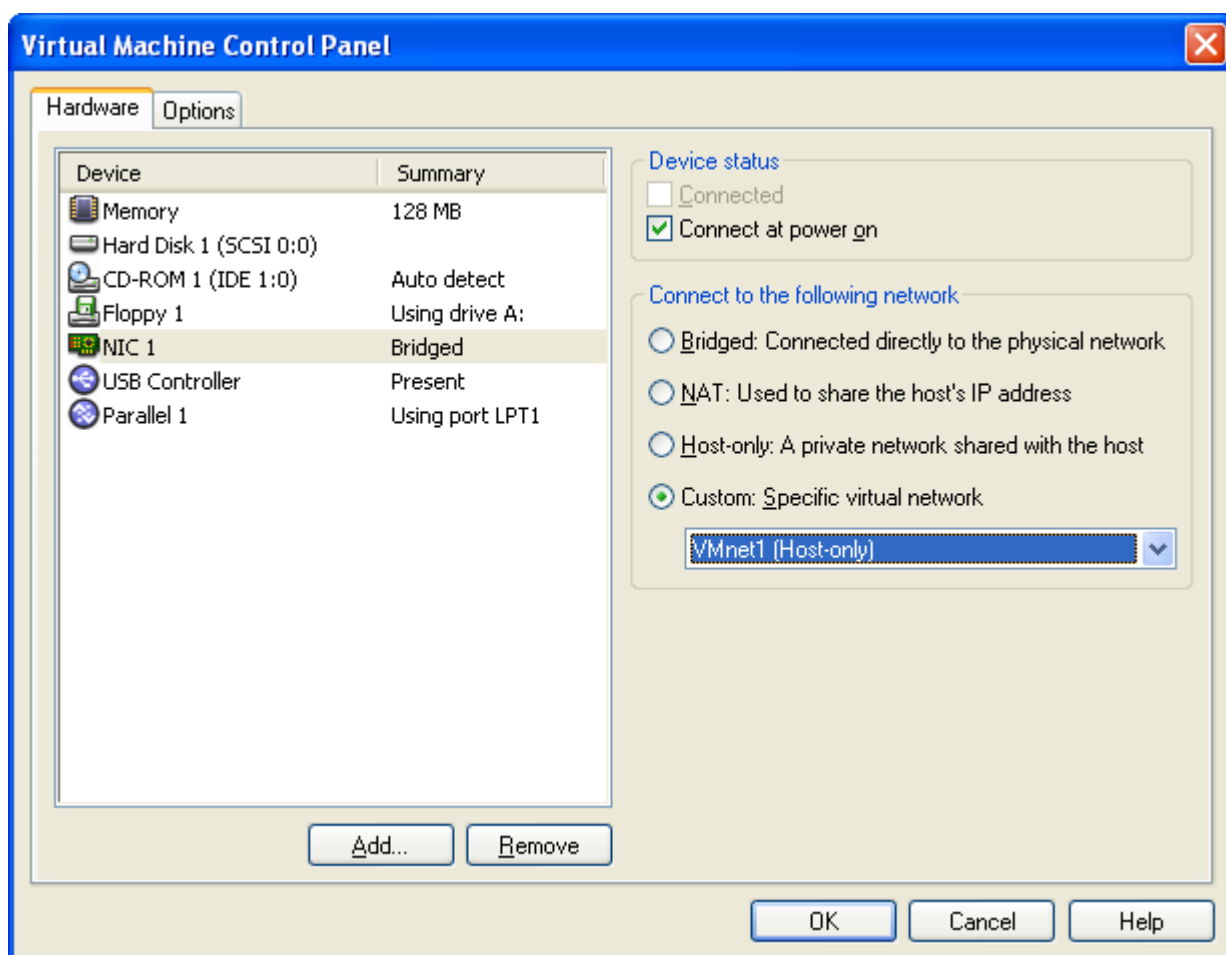 Virtual Machine Control Panel
Hardware Options
Device Summary
Memory 128 MB
Hard Disk 1 (SCSI 0:0)
CD-ROM 1 (IDE 1:0) Auto detect
Floppy 1 Using drive A:
NIC 1 Bridged
USB Controller Present
Parallel 1 Using port LPT1
Add... Remove
Device status
Connected
Connect at power on
Connect to the following network
Bridged: Connected directly to the physical network
NAT: Used to share the host's IP address
Host-only: A private network shared with the host
Custom: Specific virtual network
VMnet1 (Host-only)
OK Cancel Help